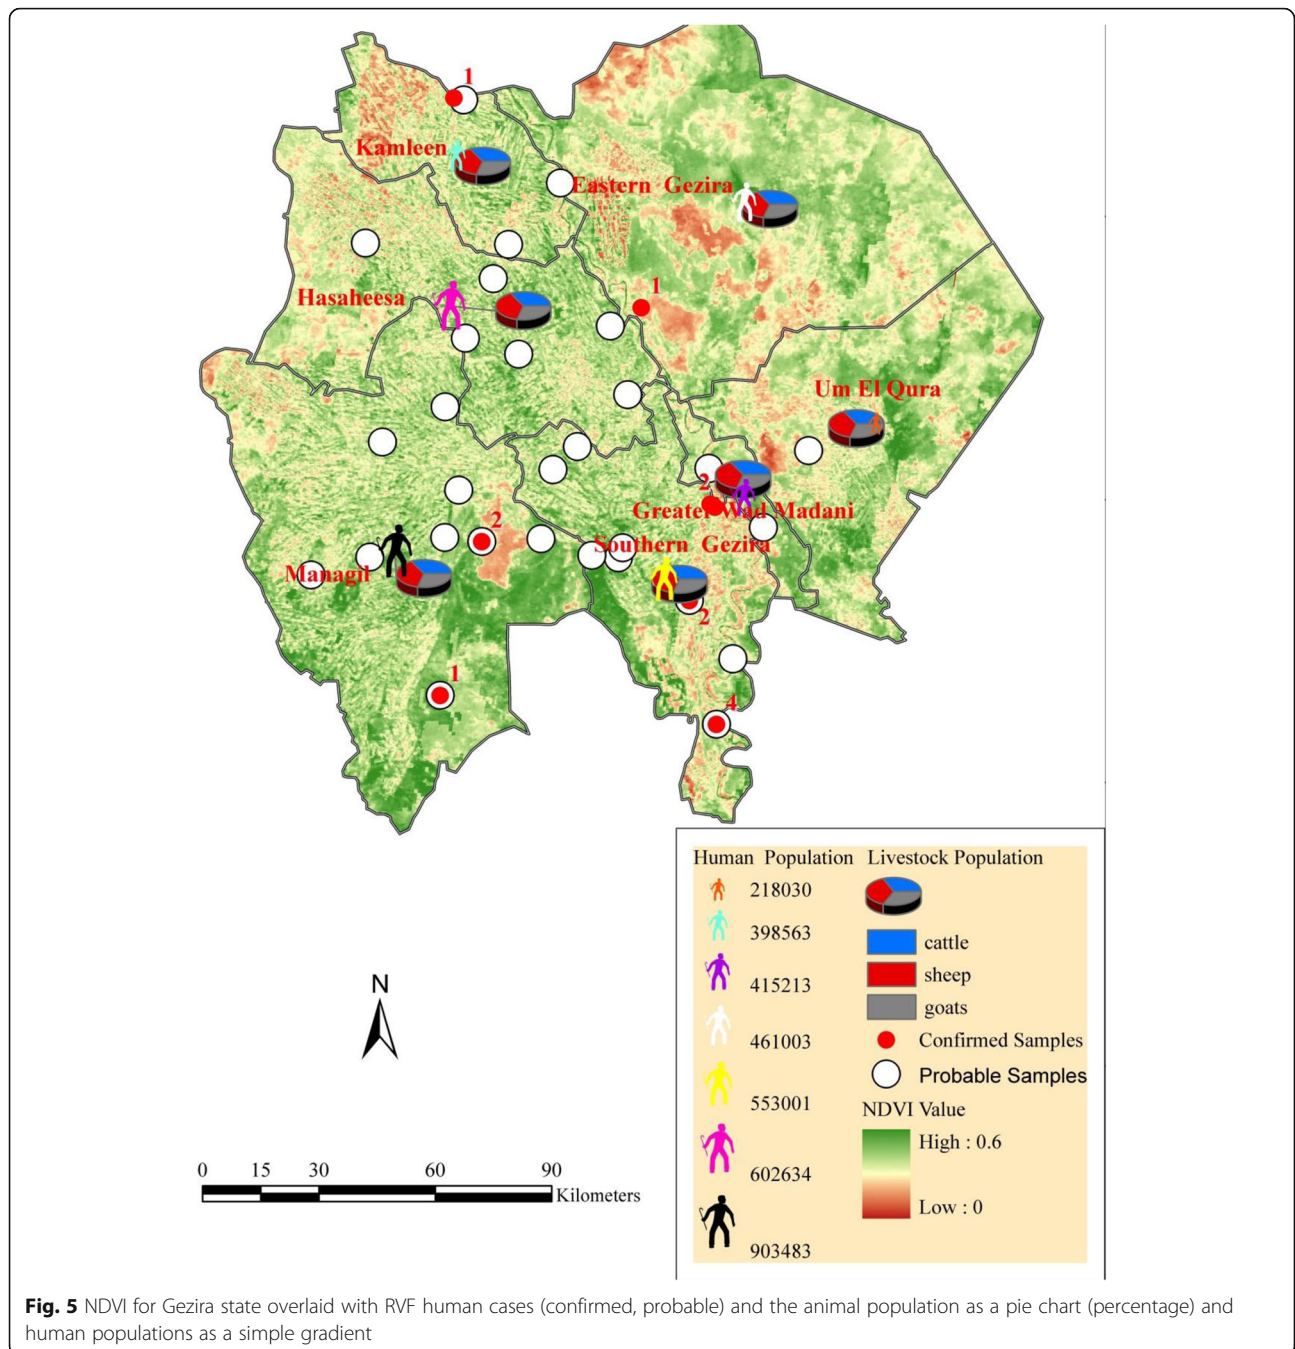 1
Kamleen
Eastern Gezira
Hasaheesa
1
Um El Qura
2
Greater Wad Madani
2
Southern Gezira
Managil
2
1
4
Human Population
218030
398563
415213
461003
553001
602634
903483
Livestock Population
cattle
sheep
goats
Confirmed Samples
Probable Samples
NDVI Value
High : 0.6
Low : 0
N
0 15 30 60 90
Kilometers
Fig. 5 NDVI for Gezira state overlaid with RVF human cases (confirmed, probable) and the animal population as a pie chart (percentage) and
human populations as a simple gradient